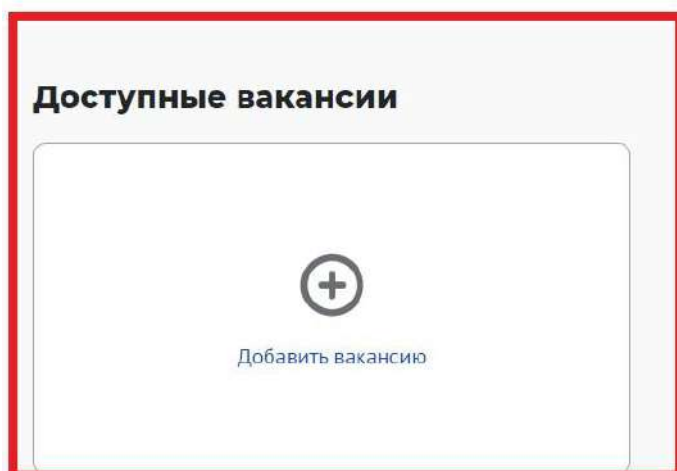 Доступные вакансии
Добавить вакансию